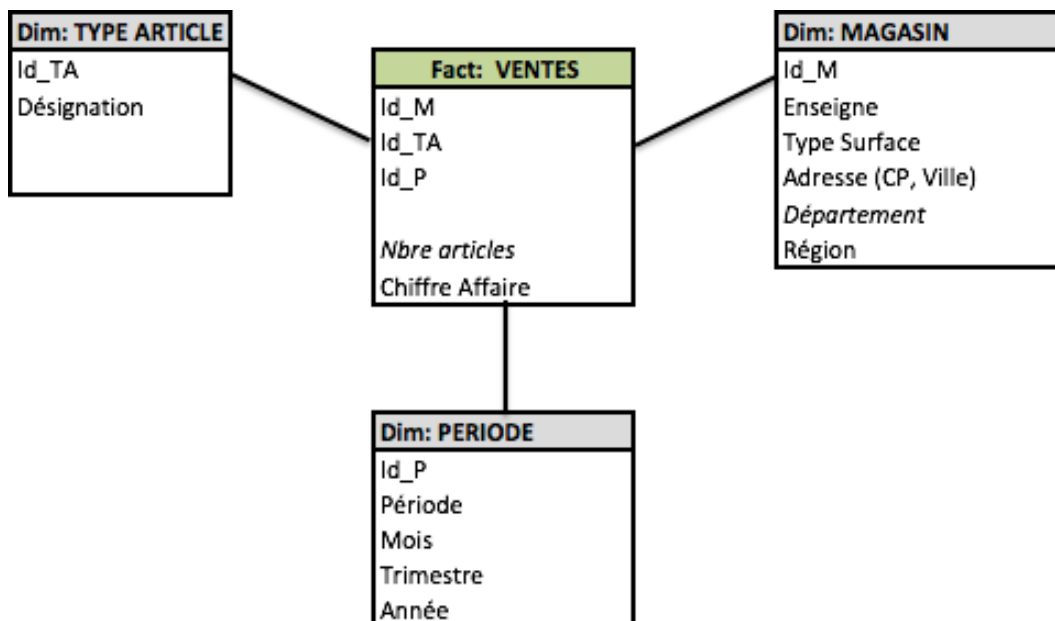 Dim: TYPE ARTICLE
Id_TA
Désignation
Fact: VENTES
Id_M
Id_TA
Id_P
Nbre articles
Chiffre Affaire
Dim: MAGASIN
Id_M
Enseigne
Type Surface
Adresse (CP, Ville)
Département
Région
Dim: PERIODE
Id_P
Période
Mois
Trimestre
Année